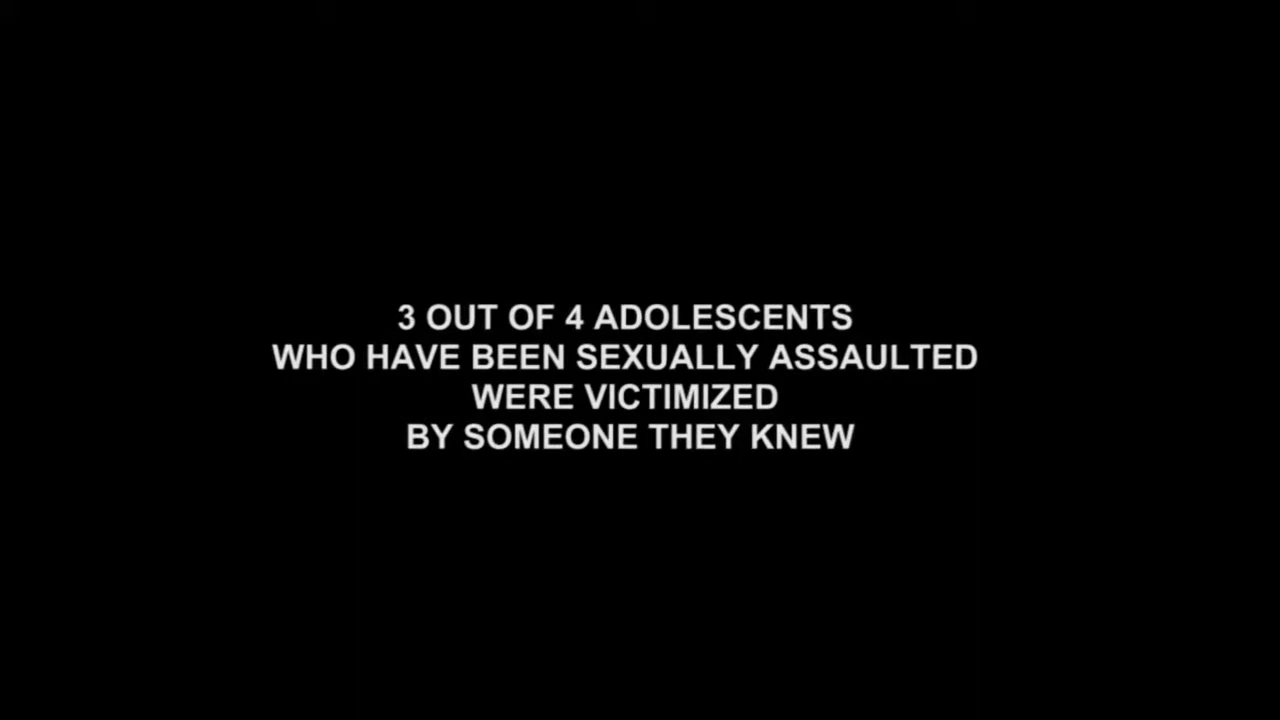 3 OUT OF 4 ADOLESCENTS
WHO HAVE BEEN SEXUALLY ASSAULTED
WERE VICTIMIZED
BY SOMEONE THEY KNEW